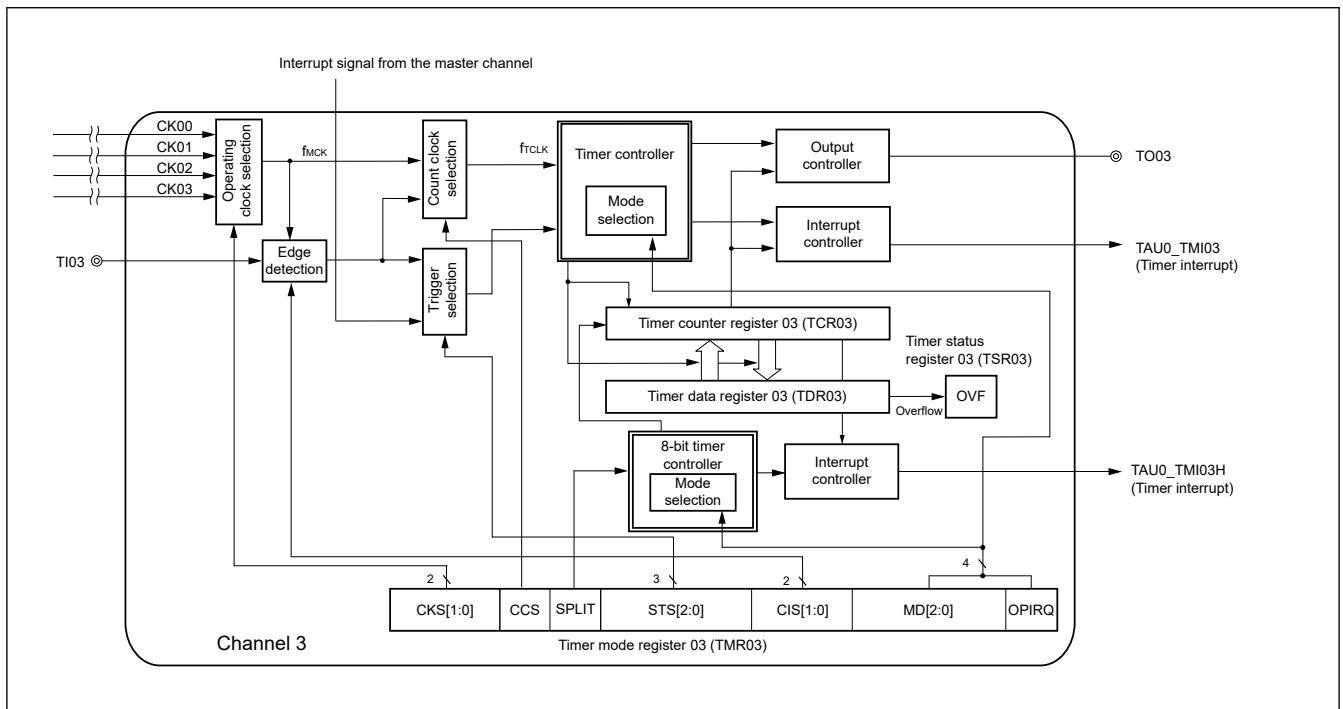 Interrupt signal from the master channel
CK00
CK01
CK02
CK03
Operating
clock selection
fMCK
Count clock
selection
fTCLK
Timer controller
Mode
selection
Output
controller
TO03
Interrupt
controller
TAU0_TMI03
(Timer interrupt)
TI03
Edge
detection
Trigger
selection
Timer counter register 03 (TCR03)
Timer status
register 03 (TSR03)
Timer data register 03 (TDR03)
Overflow
OVF
8-bit timer
controller
Mode
selection
Interrupt
controller
TAU0_TMI03H
(Timer interrupt)
2
3
2
4
CKS[1:0]
CCS
SPLIT
STS[2:0]
CIS[1:0]
MD[2:0]
OPIRQ
Channel 3
Timer mode register 03 (TMR03)